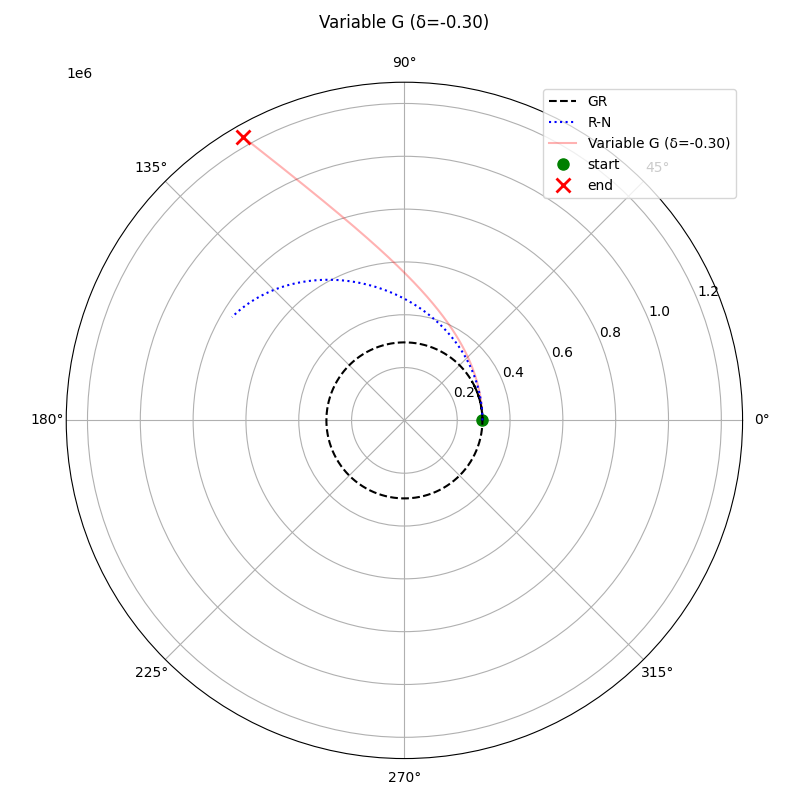 Variable G (δ=-0.30)
90°
1e6
GR
R-N
Variable G (δ=-0.30)
start
end
135°
45°
1.2
1.0
0.8
0.6
0.4
0.2
180°
0°
225°
315°
270°